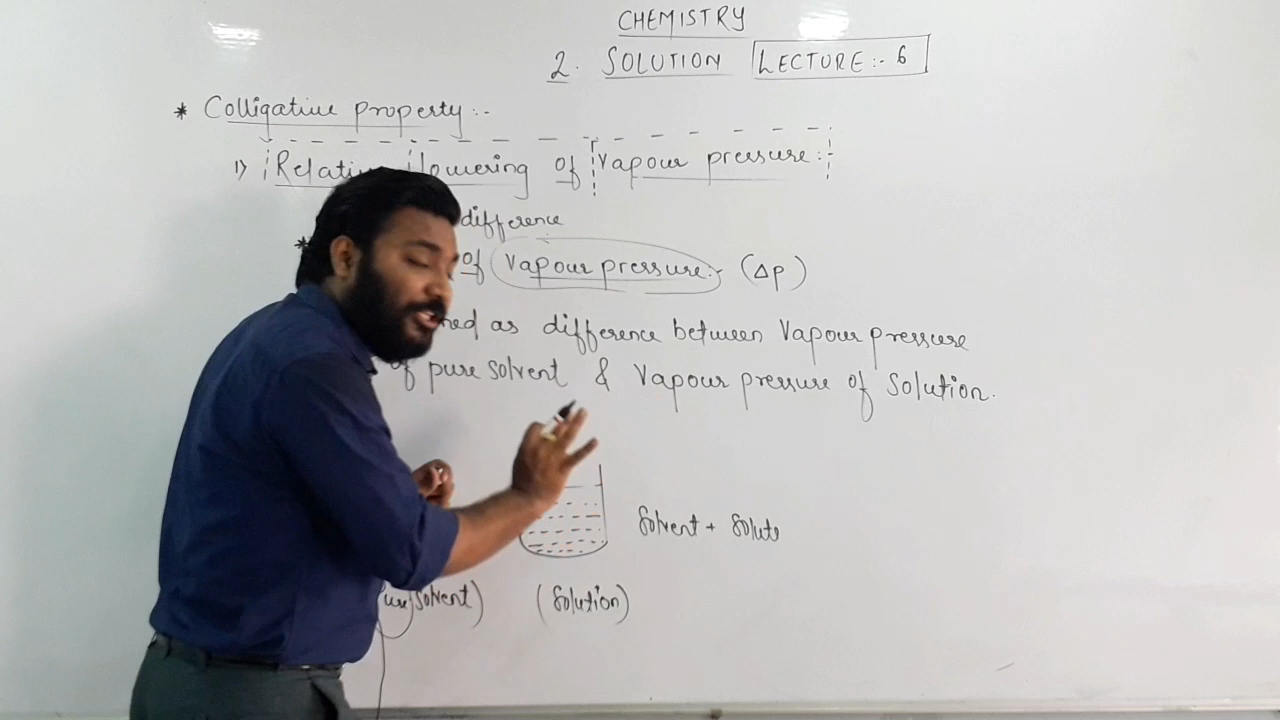 CHEMISTRY
2. SOLUTION LECTURE:- 6
* Colligative property:-
1) Relati lowering of Vapour pressure:-
difference
* of Vapour pressure:- (Δp)
ned as difference between Vapour pressure
of pure solvent & Vapour pressure of Solution.
Solvent + Solute
ure solvent) (Solution)